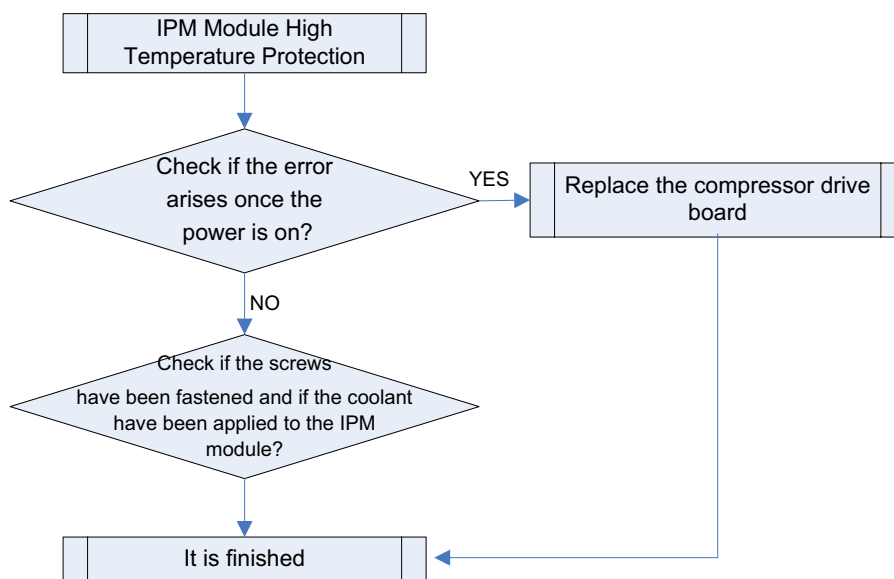 IPM Module High
Temperature Protection
Check if the error
arises once the
power is on?
YES
Replace the compressor drive
board
NO
Check if the screws
have been fastened and if the coolant
have been applied to the IPM
module?
It is finished